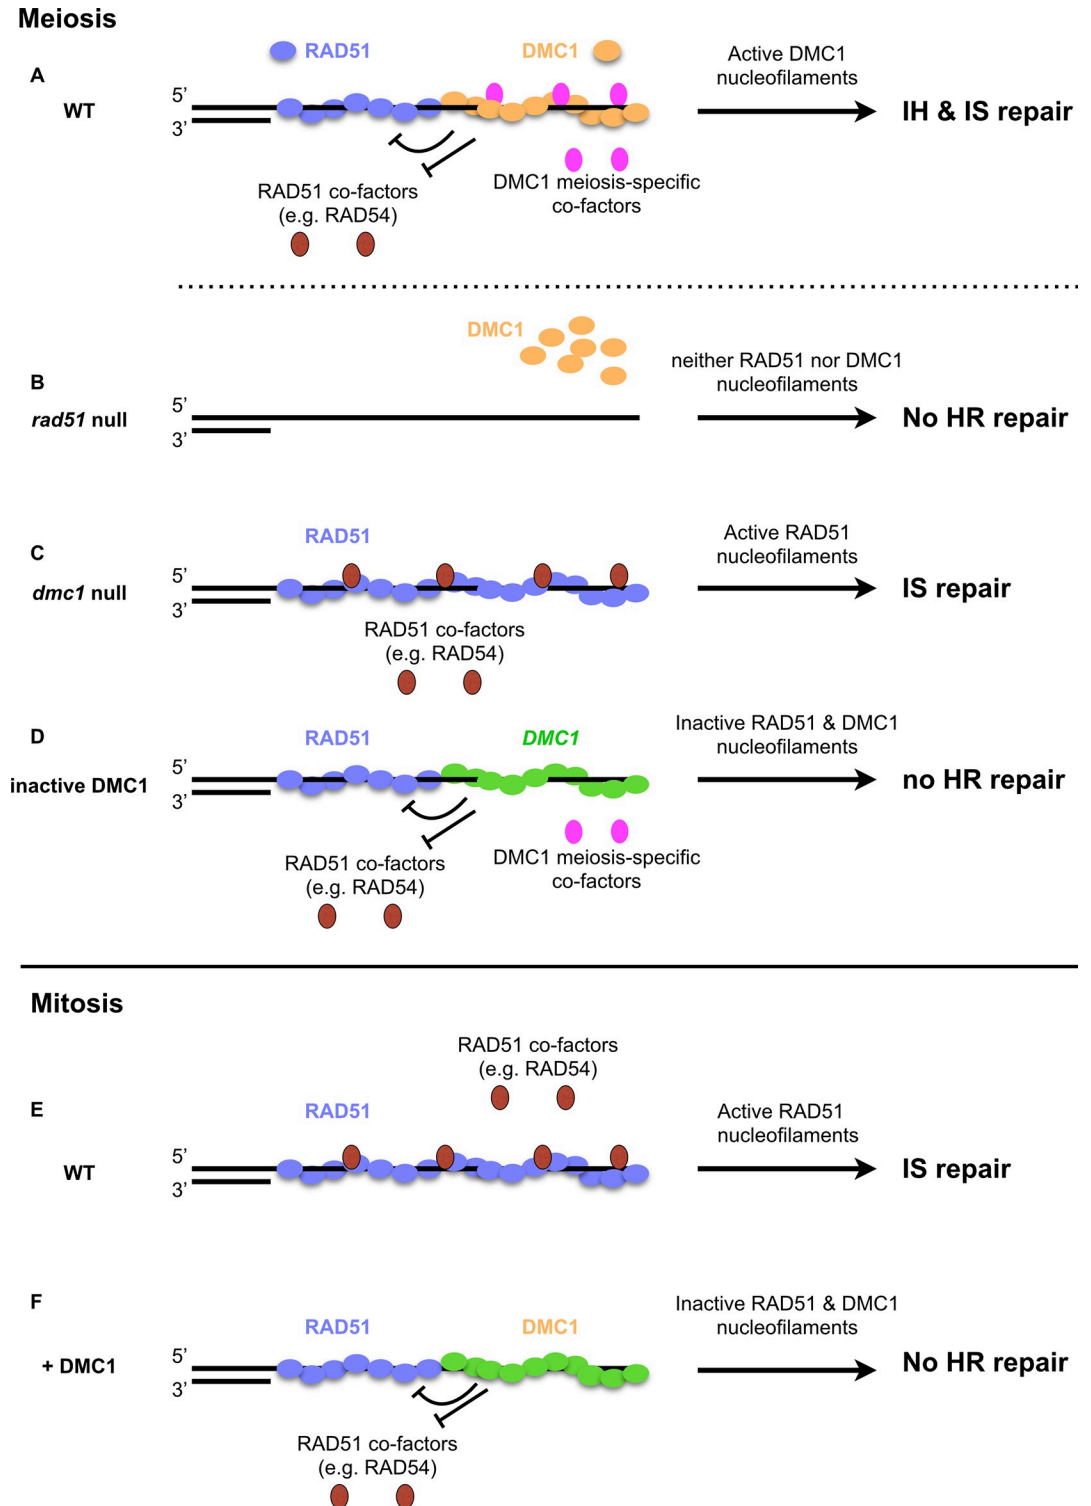 Meiosis
RAD51
DMC1
A
WT
5’
3’
Active DMC1
nucleofilaments
IH & IS repair
RAD51 co-factors
(e.g. RAD54)
DMC1 meiosis-specific
co-factors
DMC1
B
rad51 null
5’
3’
neither RAD51 nor DMC1
nucleofilaments
No HR repair
RAD51
C
dmc1 null
5’
3’
Active RAD51
nucleofilaments
IS repair
RAD51 co-factors
(e.g. RAD54)
D
inactive DMC1
RAD51
DMC1
5’
3’
Inactive RAD51 & DMC1
nucleofilaments
no HR repair
RAD51 co-factors
(e.g. RAD54)
DMC1 meiosis-specific
co-factors
Mitosis
RAD51 co-factors
(e.g. RAD54)
E
WT
RAD51
5’
3’
Active RAD51
nucleofilaments
IS repair
F
+ DMC1
RAD51
DMC1
5’
3’
Inactive RAD51 & DMC1
nucleofilaments
No HR repair
RAD51 co-factors
(e.g. RAD54)